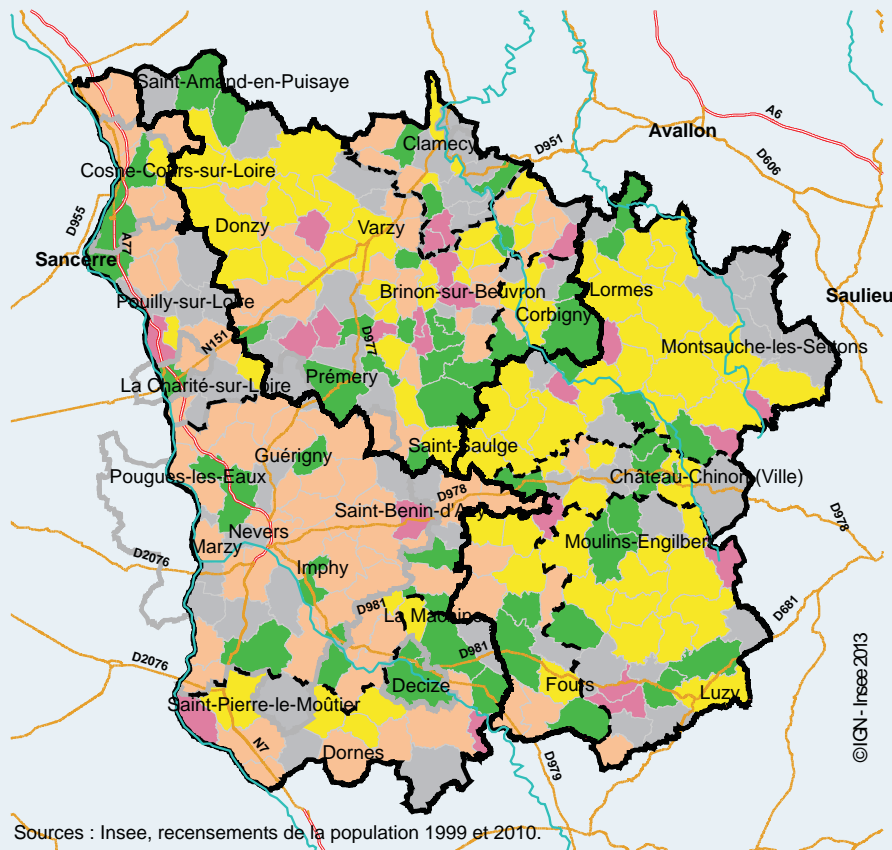 Saint-Amand-en-Puisaye
A6
Clamecy
D951
Avallon
Cosne-Cours-sur-Loire
D606
D955
Donzy
Varzy
A77
Sancerre
Brinon-sur-Beuvron
Lormes
Saulieu
Pouilly-sur-Loire
Corbigny
N151
D977
Montsauche-les-Settons
La Charité-sur-Loire
Prémery
Guérigny
Saint-Saulge
Pougues-les-Eaux
Château-Chinon (Ville)
D978
Saint-Benin-d'Azy
D978
Nevers
Moulins-Engilbert
Marzy
D2076
Imphy
D981
La Machine
D681
D981
D2076
Decize
Fours
Luzy
Saint-Pierre-le-Moûtier
N7
Dornes
D979
©IGN - Insee 2013
Sources : Insee, recensements de la population 1999 et 2010.